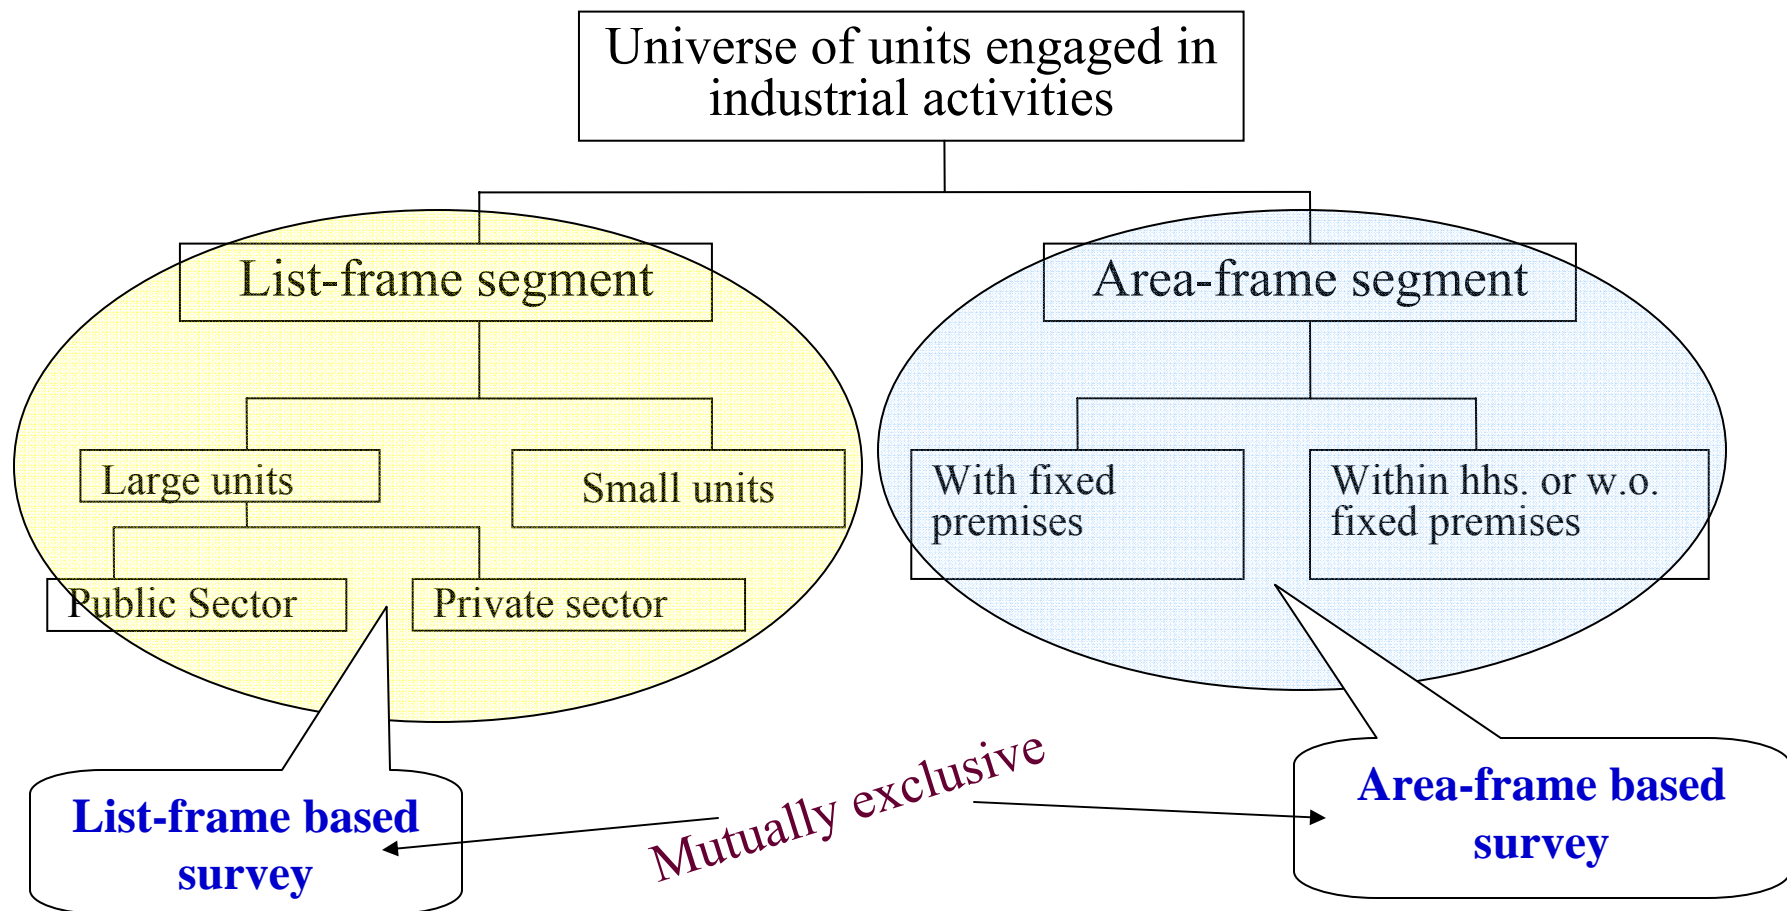 Universe of units engaged in
industrial activities
List-frame segment
Area-frame segment
Large units
Small units
With fixed
premises
Within hhs. or w.o.
fixed premises
Public Sector
Private sector
Mutually exclusive
List-frame based
survey
Area-frame based
survey